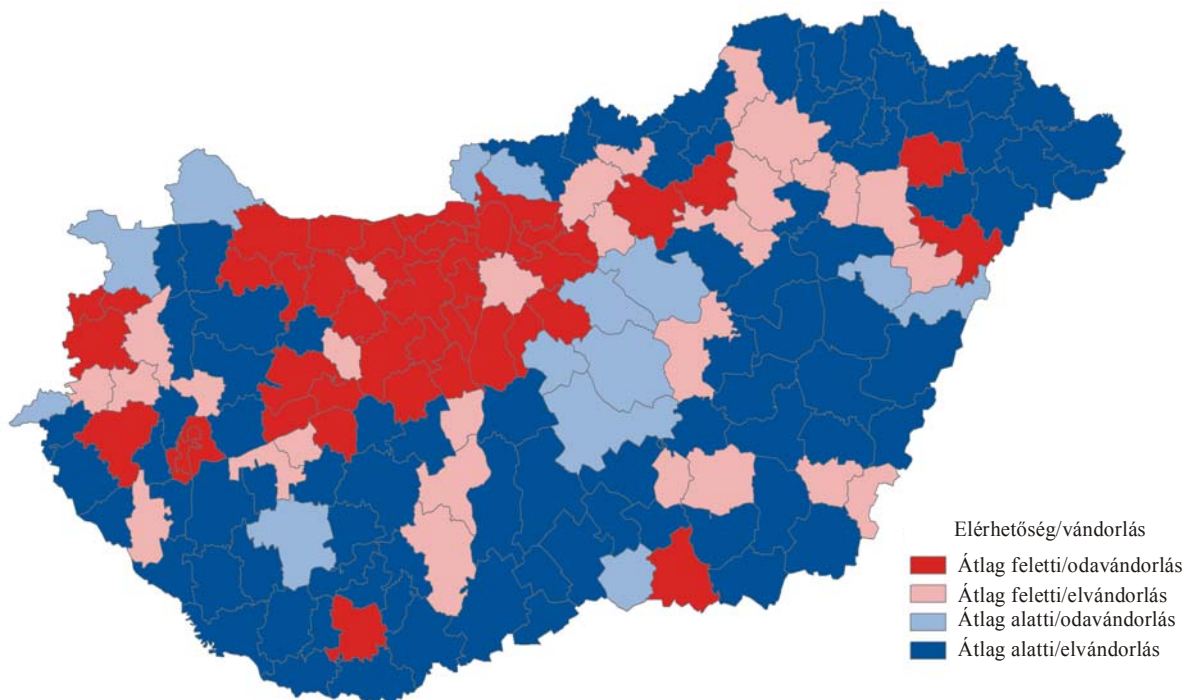 Elérhetőség/vándorlás
Átlag feletti/odavándorlás
Átlag feletti/elvándorlás
Átlag alatti/odavándorlás
Átlag alatti/elvándorlás